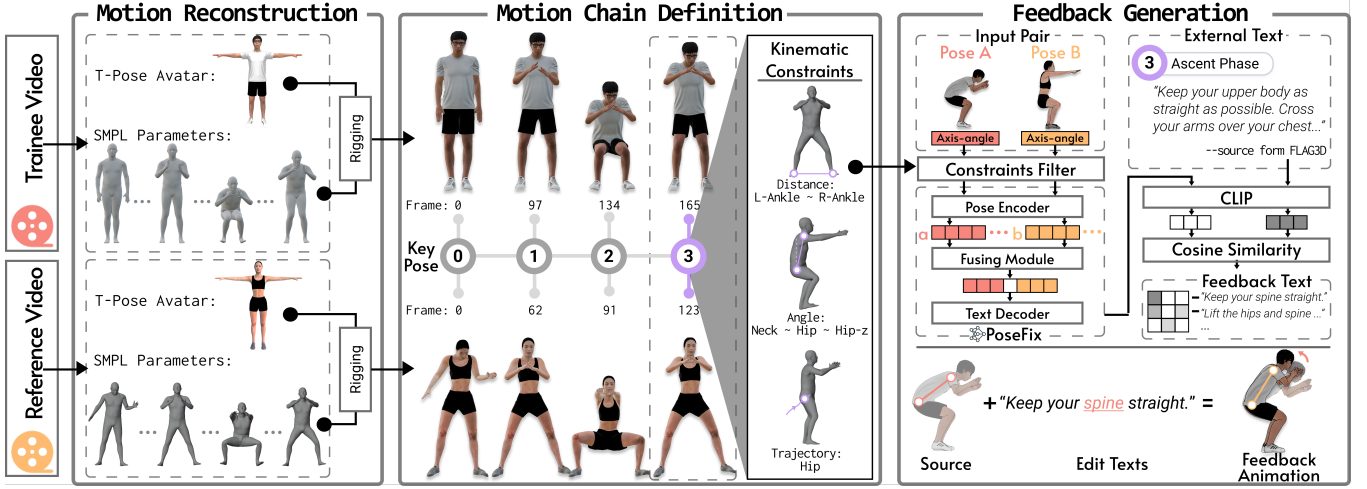 Motion Reconstruction
Trainee Video
T-Pose Avatar:
SMPL Parameters:
Rigging
Reference Video
T-Pose Avatar:
SMPL Parameters:
Rigging
Motion Chain Definition
Frame: 0
97
134
165
Key
Pose
0
1
2
3
Frame: 0
62
91
123
Kinematic
Constraints
Distance:
L-Ankle ~ R-Ankle
Angle:
Neck ~ Hip ~ Hip-z
Trajectory:
Hip
Feedback Generation
Input Pair
Pose A
Pose B
Axis-angle
Axis-angle
Constraints Filter
Pose Encoder
a
b
Fusing Module
Text Decoder
PoseFix
External Text
3
Ascent Phase
"Keep your upper body as
straight as possible. Cross
your arms over your chest..."
--source form FLAG3D
CLIP
Cosine Similarity
Feedback Text
"Keep your spine straight."
"Lift the hips and spine ..."
...
+ "Keep your spine straight." =
Source
Edit Texts
Feedback
Animation